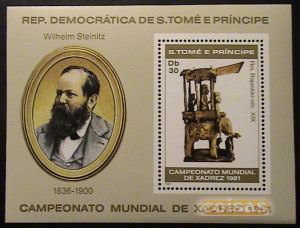 REP. DEMOCRÁTICA DE S. TOMÉ E PRÍNCIPE
Wilhelm Steinitz
S. TOMÉ E PRÍNCIPE
Db
30
CAMPEONATO MUNDIAL
DE XADREZ 1981
1836-1900
CAMPEONATO MUNDIAL DE XADREZ 1981